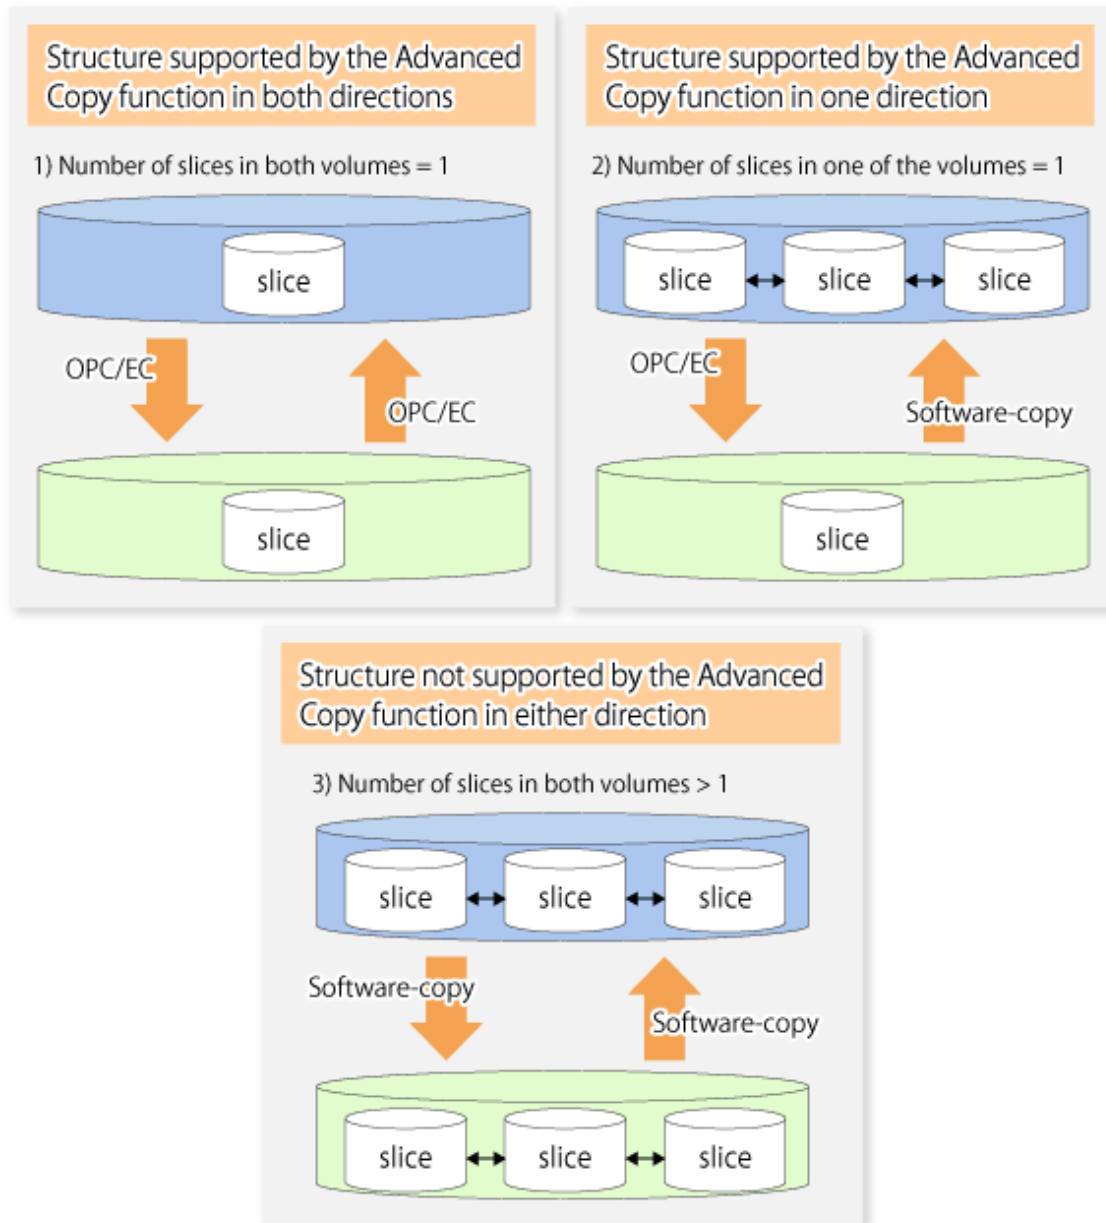 Structure supported by the Advanced
Copy function in both directions
1) Number of slices in both volumes = 1
slice
OPC/EC
OPC/EC
slice
Structure supported by the Advanced
Copy function in one direction
2) Number of slices in one of the volumes = 1
slice slice slice
OPC/EC
Software-copy
slice
Structure not supported by the Advanced
Copy function in either direction
3) Number of slices in both volumes > 1
slice slice slice
Software-copy
Software-copy
slice slice slice